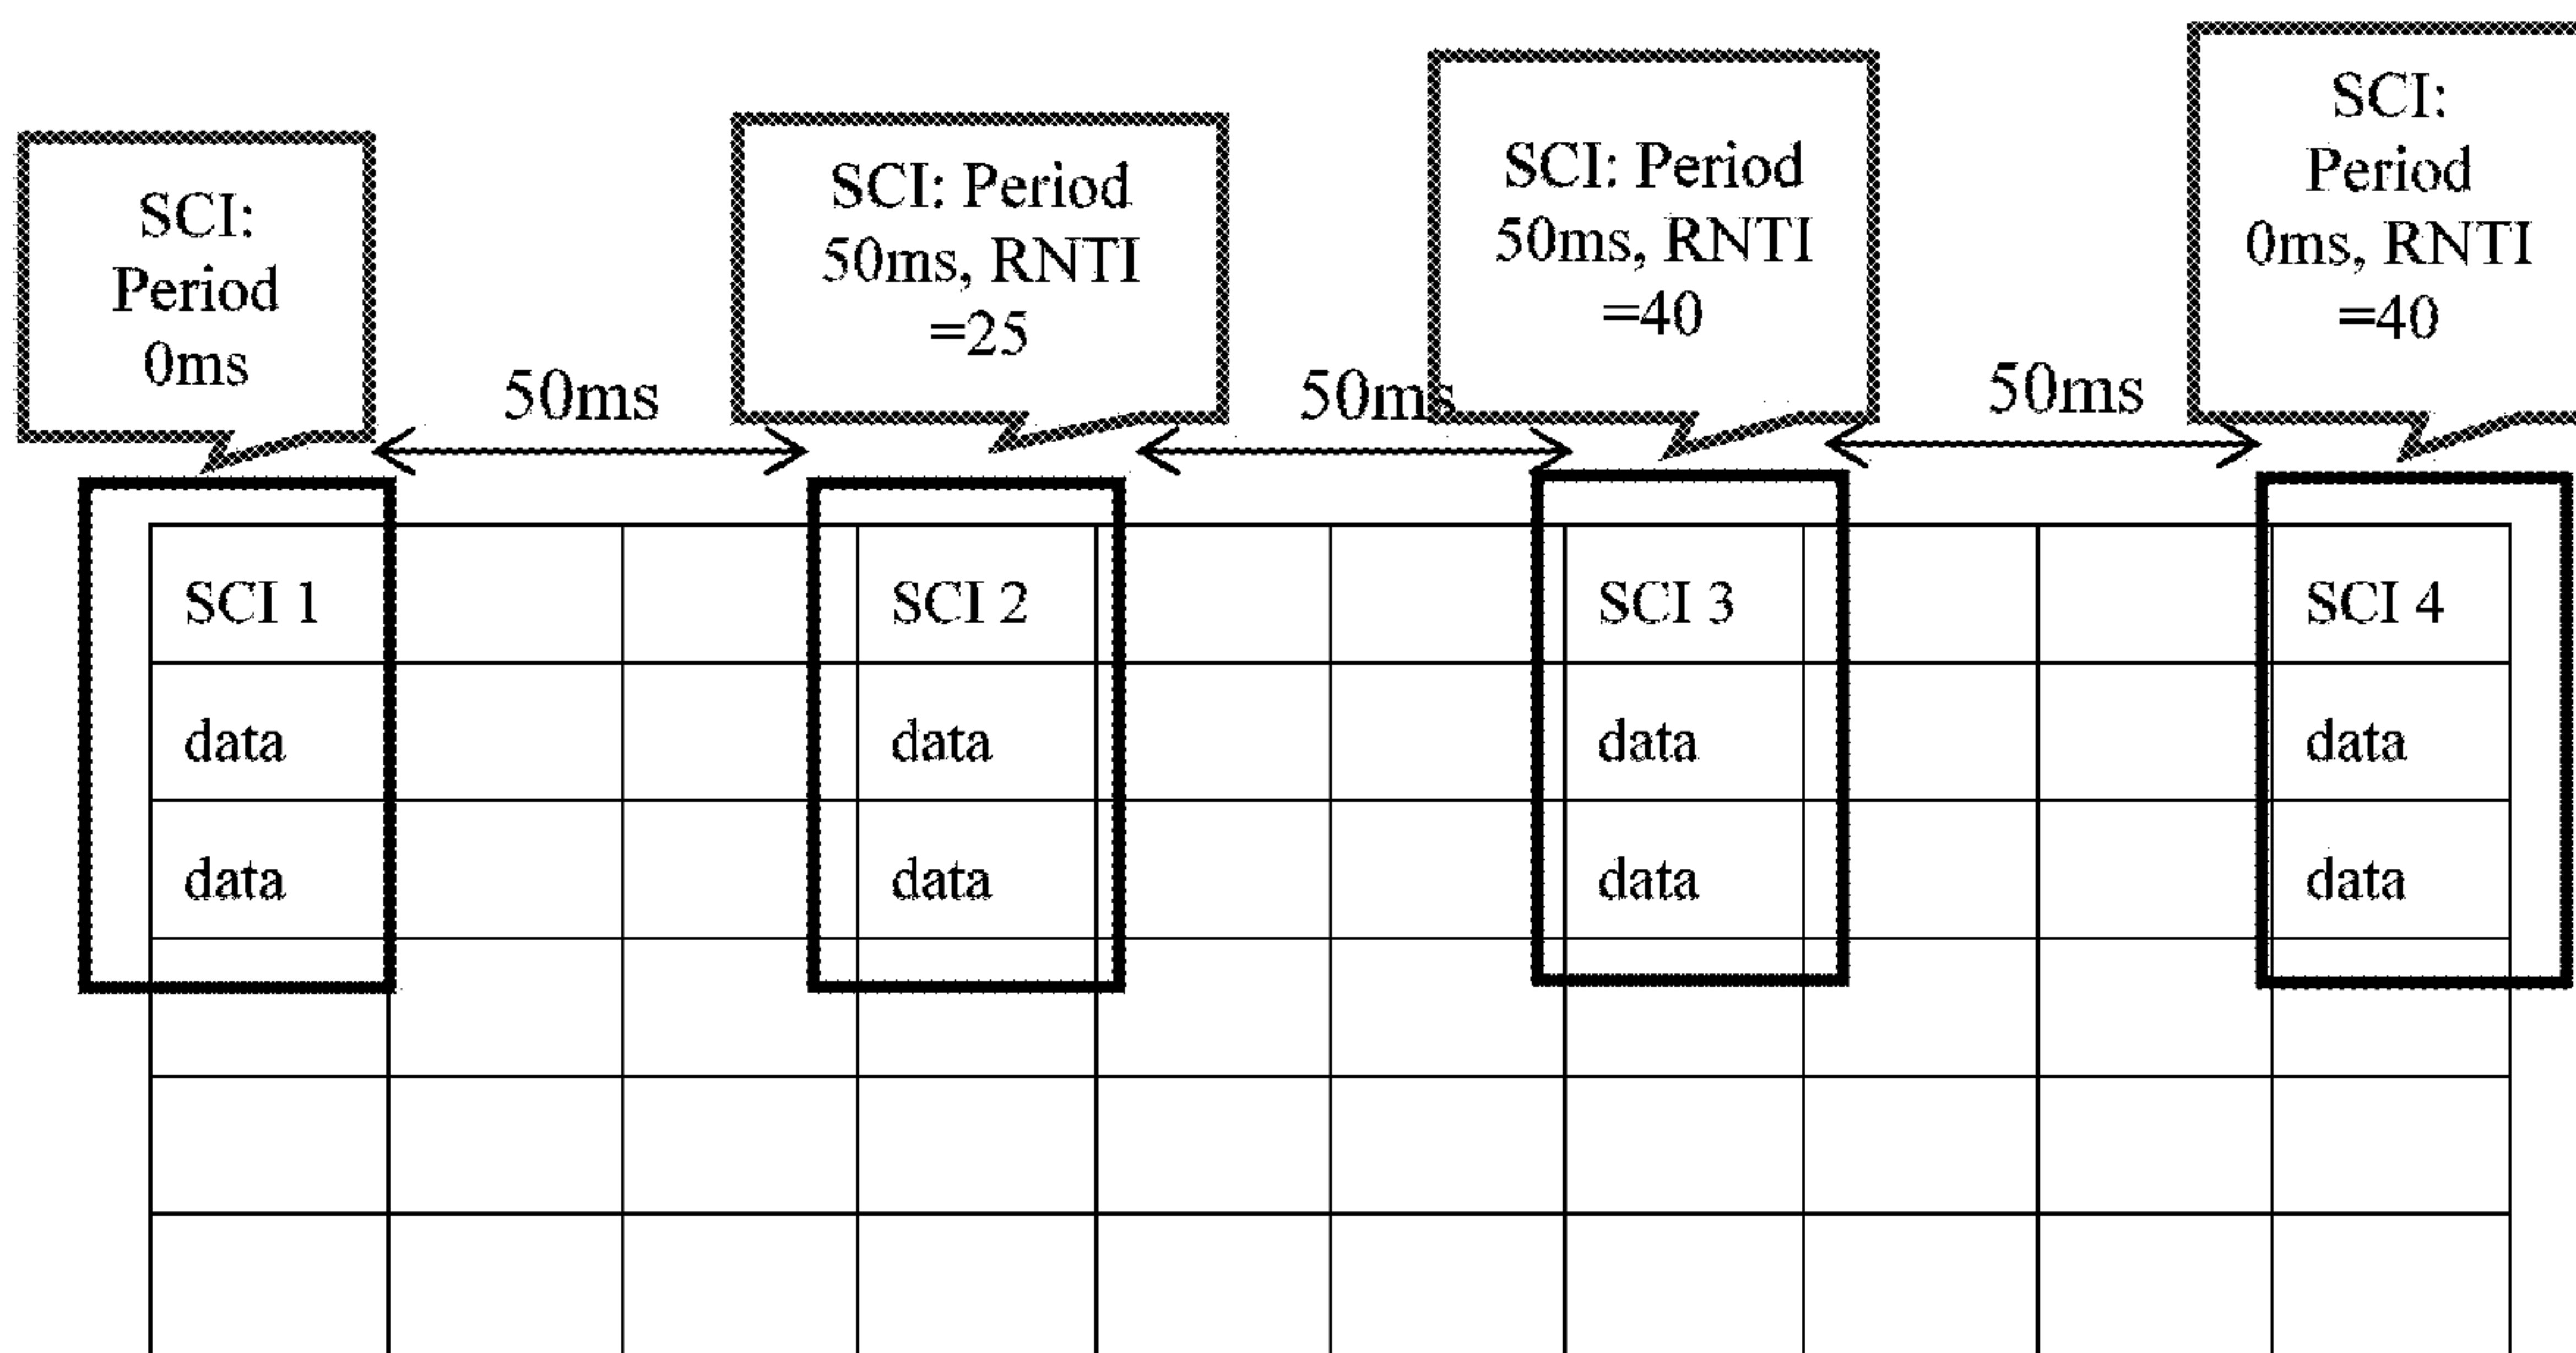 SCI:
Period
0ms
50ms
SCI: Period
50ms, RNTI
=25
50ms
SCI: Period
50ms, RNTI
=40
50ms
SCI:
Period
0ms, RNTI
=40
SCI 1
SCI 2
SCI 3
SCI 4
data
data
data
data
data
data
data
data